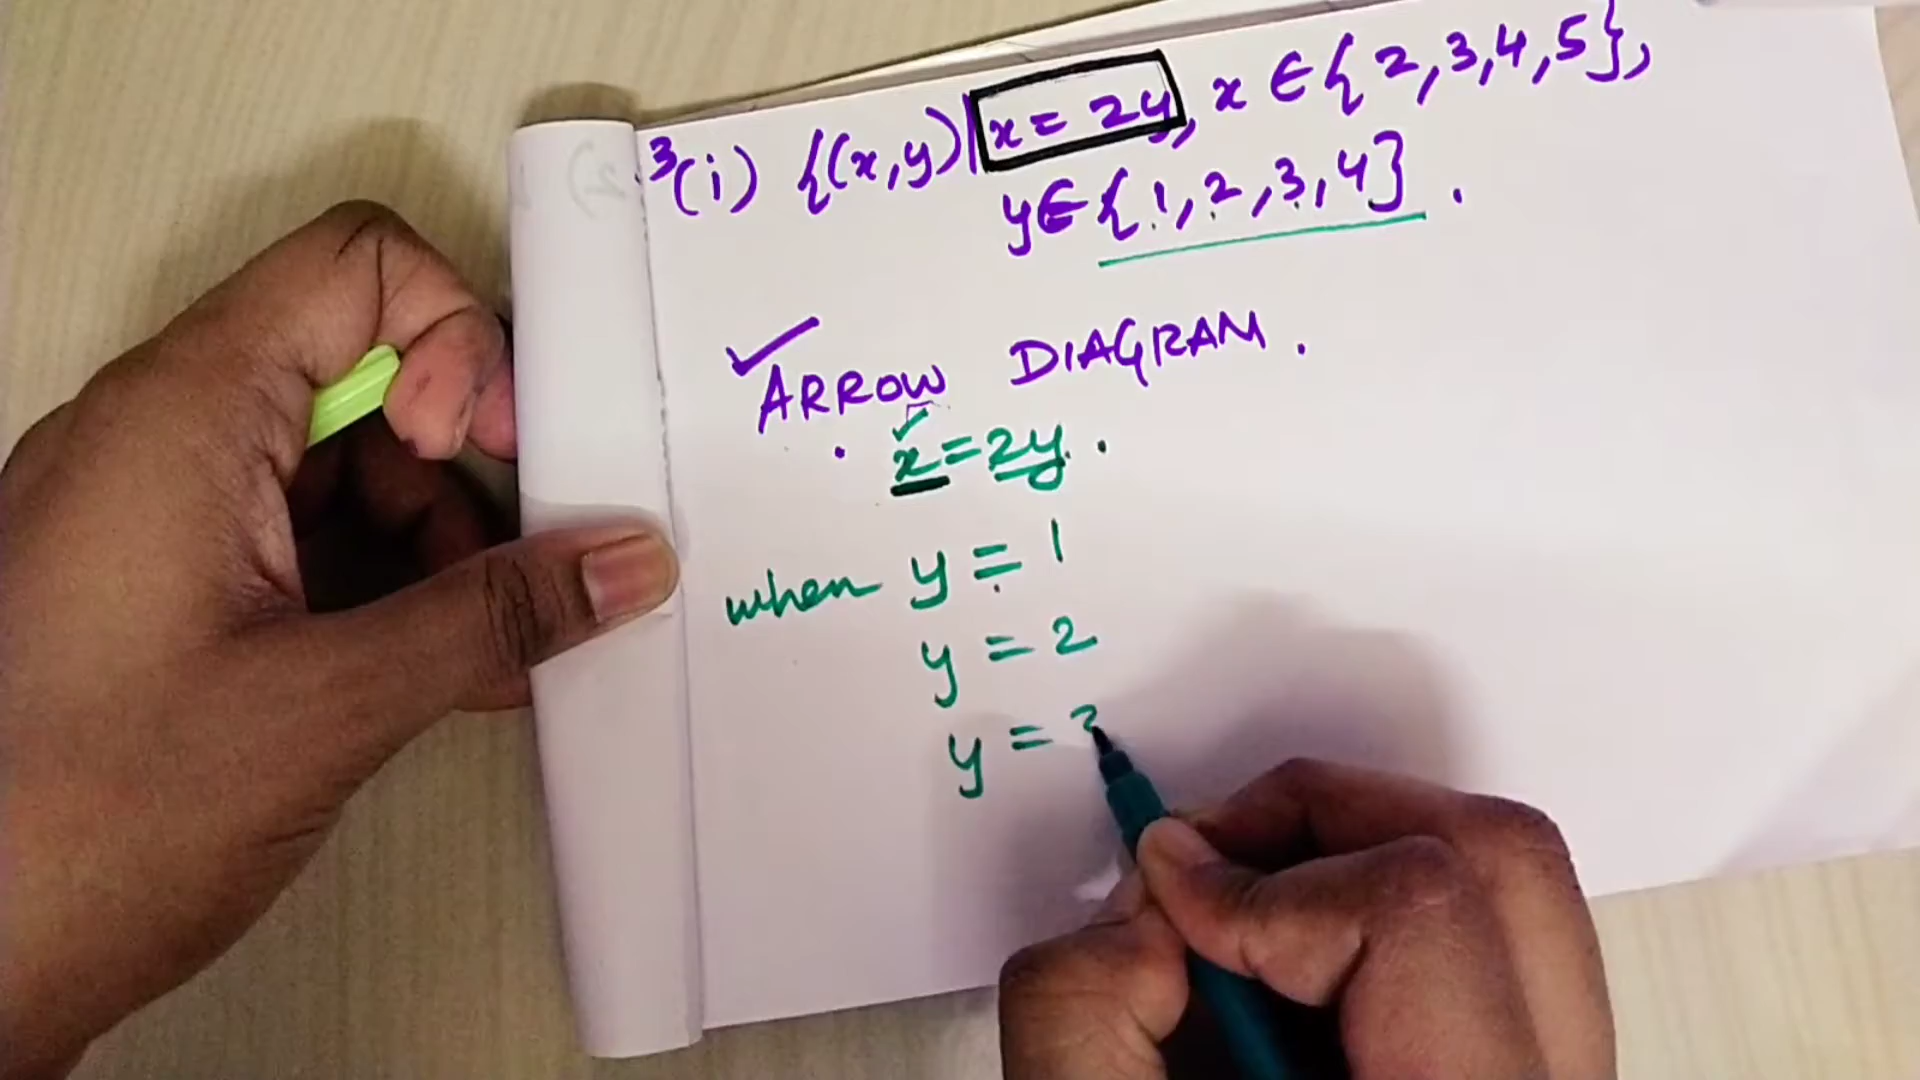 3(i) {(x,y)|x = 2y, x ∈ {2,3,4,5},
y∈ {1,2,3,4}.
ARROW DIAGRAM.
x = 2y.
when y = 1
y = 2
y = 3